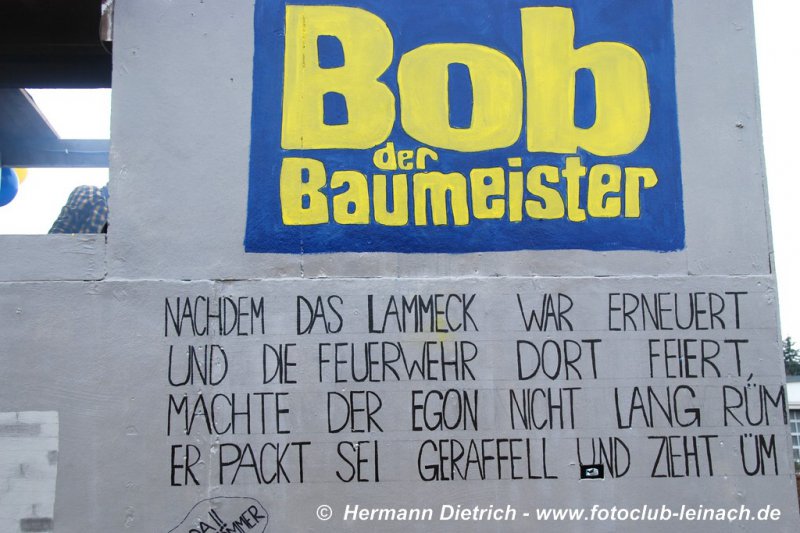 Bob
der
Baumeister
NACHDEM DAS LAMMECK WAR ERNEUERT
UND DIE FEUERWEHR DORT FEIERT,
MACHTE DER EGON NICHT LANG RÜM
ER PACKT SEI GERAFFELL UND ZIEHT ÜM
© Hermann Dietrich - www.fotoclub-leinach.de